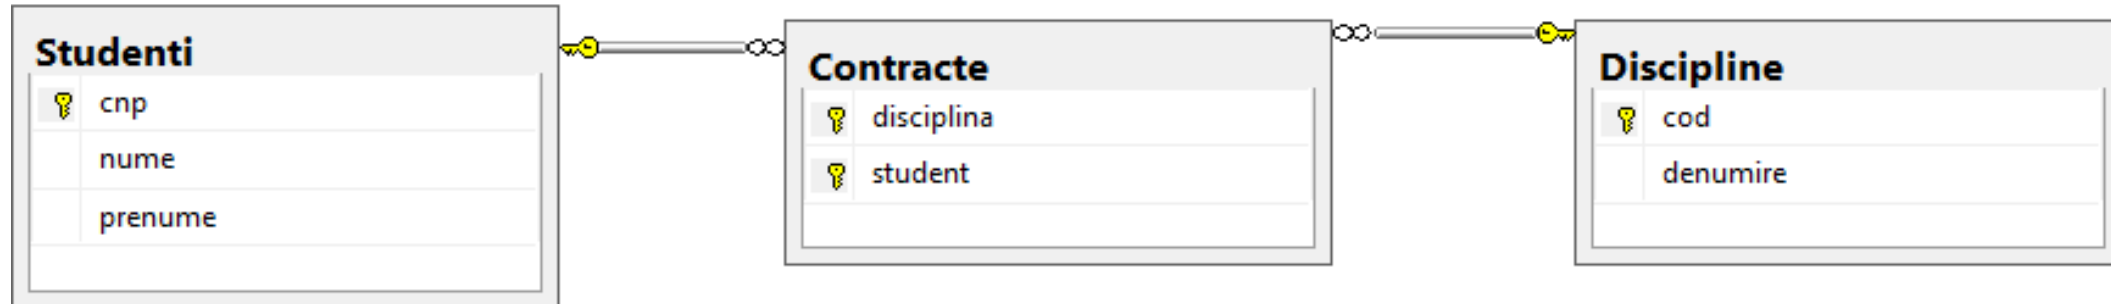 Studenti
cnp
nume
prenume
Contracte
disciplina
student
Discipline
cod
denumire